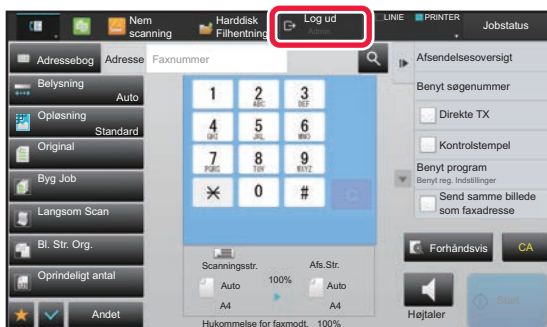 Nem
scanning
Harddisk
Filhentning
Log ud
Admin.
LINIE
PRINTER
Jobstatus
Adressebog
Adresse
Faxnummer
Afsendelsesoversigt
Belysning
Auto
Benyt søgenummer
Opløsning
Standard
Direkte TX
Original
Kontrolstempel
Byg Job
Benyt program
Benyt reg. Indstillinger
Langsom Scan
Send samme billede
som faxadresse
Bl. Str. Org.
Oprindeligt antal
Andet
1
2
ABC
3
DEF
4
GHI
5
JKL
6
MNO
7
PQRS
8
TUV
9
WXYZ
0
#
C
Scanningsstr.
Afs.Str.
100%
Auto
Auto
A4
A4
Hukommelse for faxmodt. 100%
Forhåndsvis
CA
Højtaler
Start